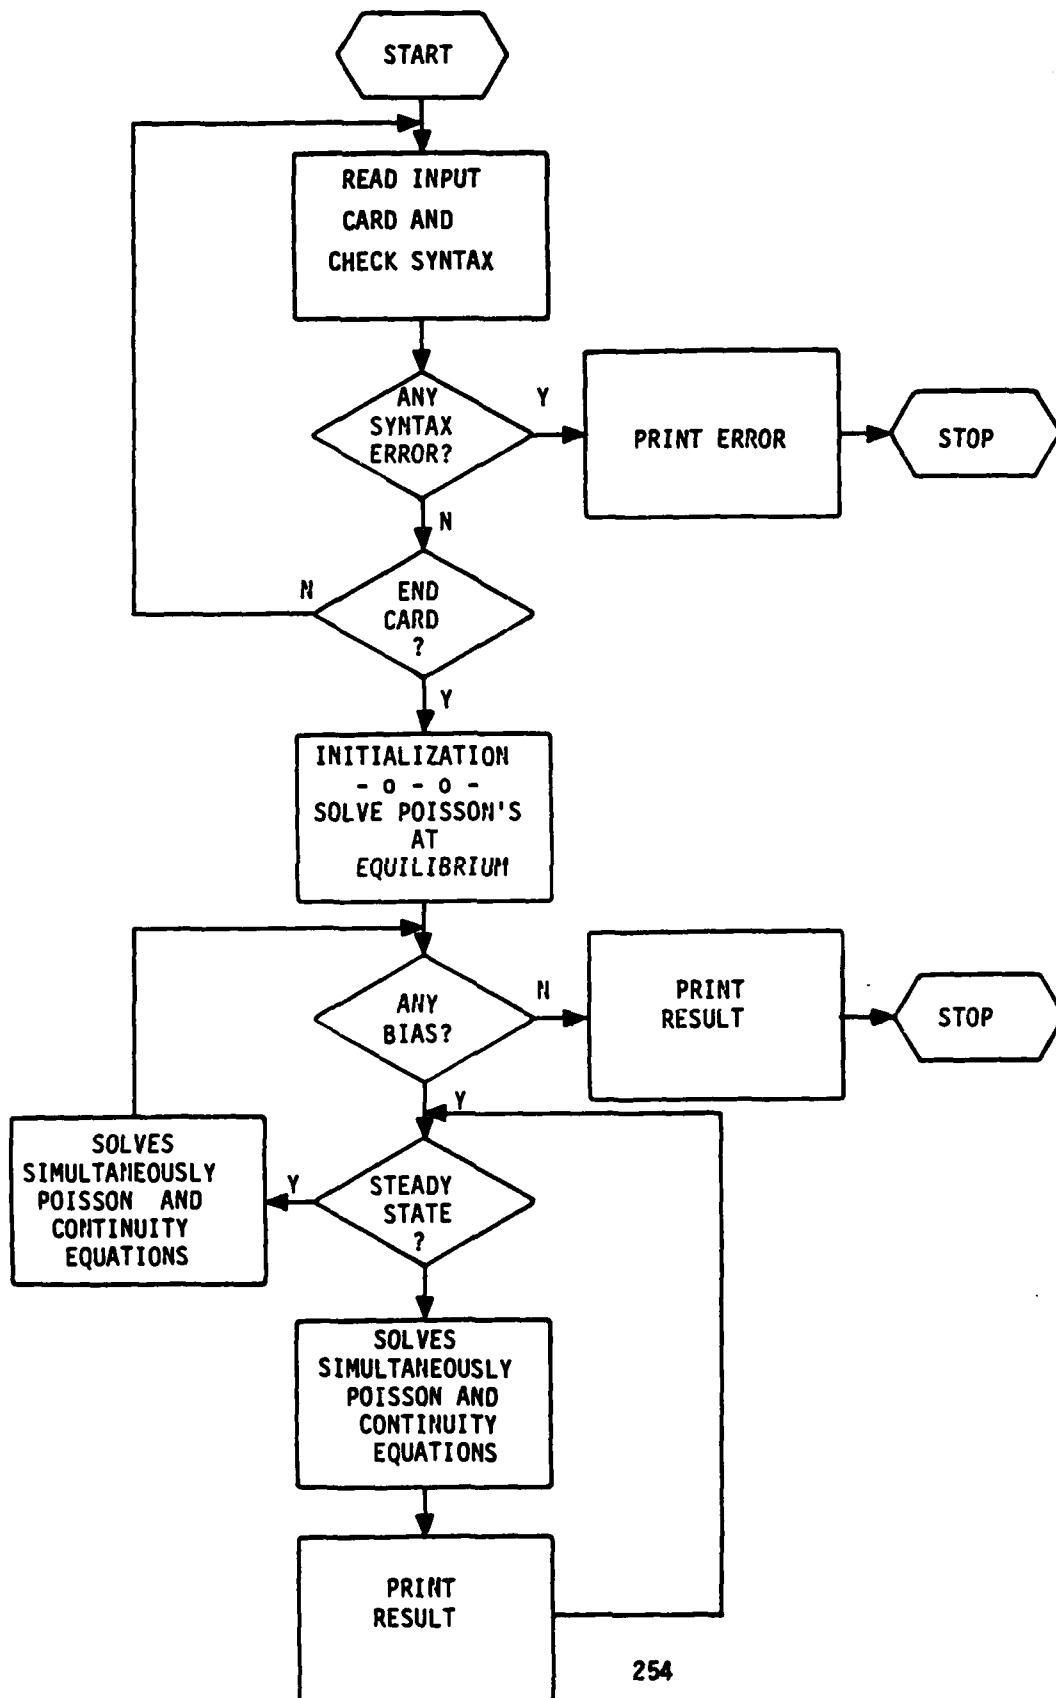 START
READ INPUT
CARD AND
CHECK SYNTAX
ANY
SYNTAX
ERROR?
Y
PRINT ERROR
STOP
N
N
END
CARD
?
Y
INITIALIZATION
- o - o -
SOLVE POISSON'S
AT
EQUILIBRIUM
ANY
BIAS?
N
PRINT
RESULT
STOP
Y
SOLVES
SIMULTANEOUSLY
POISSON AND
CONTINUITY
EQUATIONS
Y
STEADY
STATE
?
SOLVES
SIMULTANEOUSLY
POISSON AND
CONTINUITY
EQUATIONS
PRINT
RESULT
254